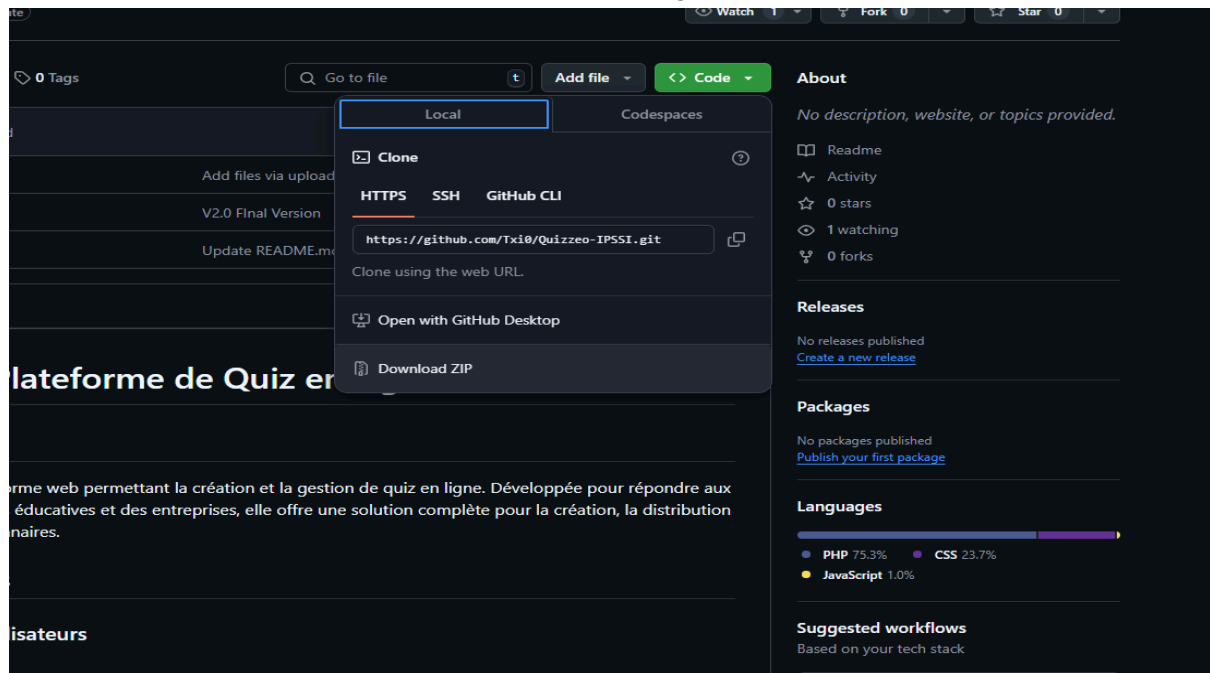 Watch 1 Fork 0 Star 0
0 Tags
Go to file t
Add file
<> Code
About
Local Codespaces
No description, website, or topics provided.
Clone
HTTPS SSH GitHub CLI
https://github.com/Txi0/Quizzeo-IPSSI.git
Clone using the web URL.
Open with GitHub Desktop
Download ZIP
Readme
Activity
0 stars
1 watching
0 forks
Add files via upload
V2.0 FInal Version
Update README.m
Releases
No releases published
Create a new release
lateforme de Quiz e
Packages
No packages published
Publish your first package
orme web permettant la création et la gestion de quiz en ligne. Développée pour répondre aux
éducatives et des entreprises, elle offre une solution complète pour la création, la distribution
nnaires.
Languages
PHP 75.3% CSS 23.7%
JavaScript 1.0%
lisateurs
Suggested workflows
Based on your tech stack